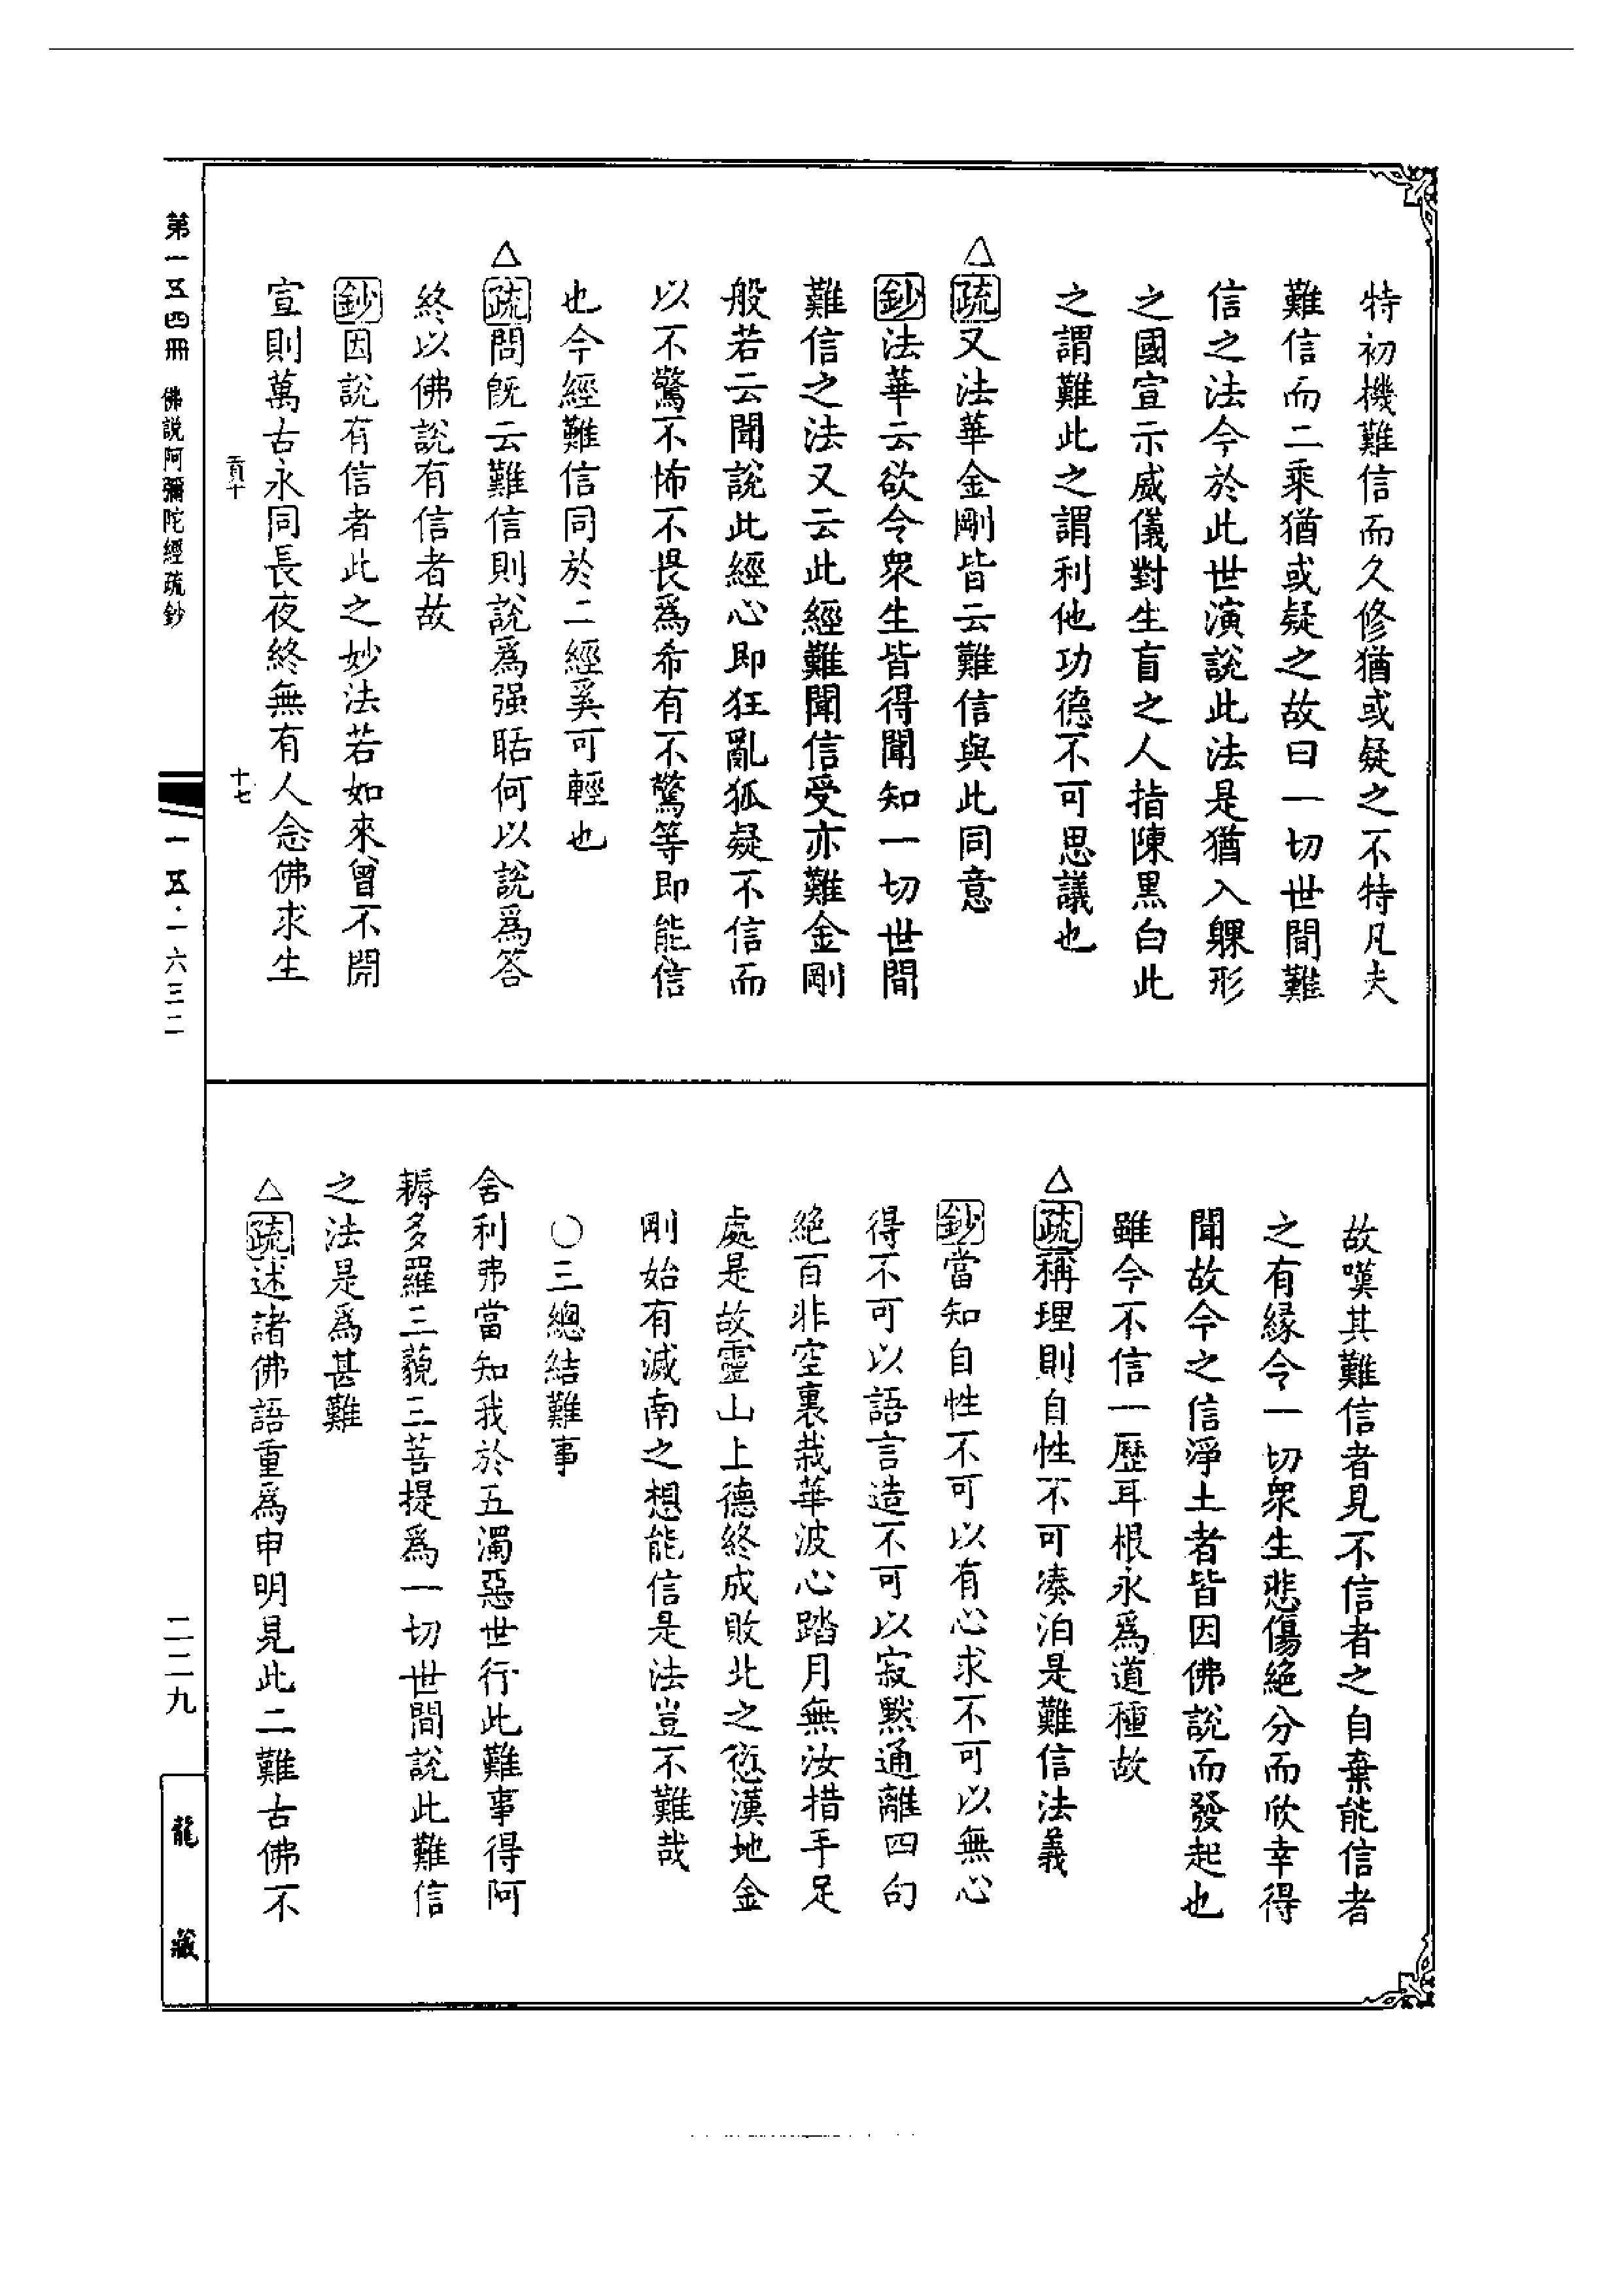 特初機難信而久修猶或疑之不特凡夫
難信而二乘猶或疑之故曰一切世間難
信之法今於此世演說此法是猶入躶形
之國宣示威儀對生盲之人指陳黑白此
之謂難此之謂利他功德不可思議也
△疏又法華金剛皆云難信與此同意
鈔法華云欲令衆生皆得聞知一切世間
難信之法又云此經難聞信受亦難金剛
般若云聞說此經心即狂亂狐疑不信而
以不驚不怖不畏爲希有不驚等即能信
也今經難信同於二經奚可輕也
△疏問旣云難信則說爲强聒何以說爲答
終以佛說有信者故
鈔因說有信者此之妙法若如來曾不開
宣則萬古永同長夜終無有人念佛求生
貢十 十七
故嘆其難信者見不信者之自棄能信者
之有緣令一切衆生悲傷絕分而欣幸得
聞故今之信淨土者皆因佛說而發起也
雖今不信一歷耳根永爲道種故
△疏稱理則自性不可凑泊是難信法義
鈔當知自性不可以有心求不可以無心
得不可以語言造不可以寂默通離四句
絕百非空裏栽華波心踏月無汝措手足
處是故靈山上德終成敗北之愆漢地金
剛始有滅南之想能信是法豈不難哉
○三總結難事
舍利弗當知我於五濁惡世行此難事得阿
耨多羅三藐三菩提爲一切世間說此難信
之法是爲甚難
△疏述諸佛語重爲申明見此二難古佛不
第一五四冊 佛說阿彌陀經疏鈔
一五·一六三二
二二九
龍藏